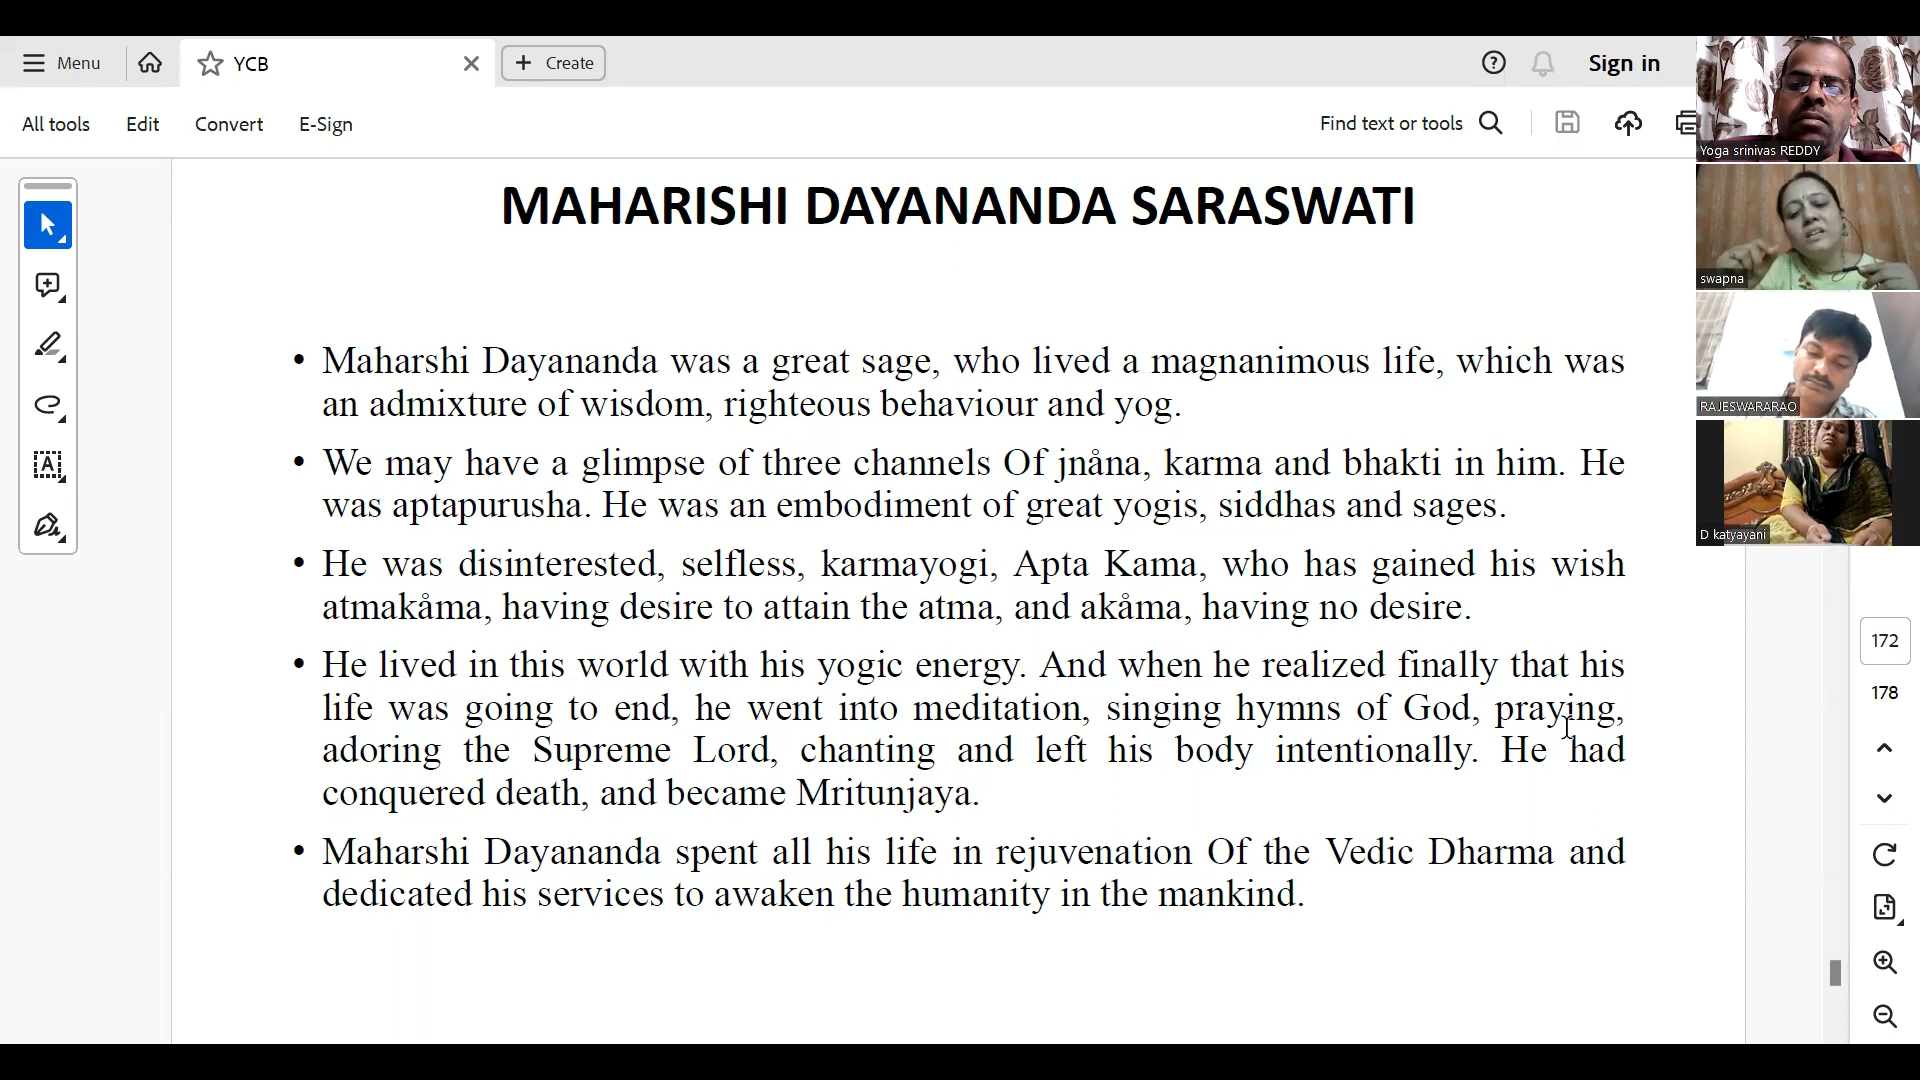 Menu
YCB
Create
Sign in
All tools
Edit
Convert
E-Sign
Find text or tools
Yoga srinivas REDDY
swapna
RAJESWARARAO
D katyayani
MAHARISHI DAYANANDA SARASWATI
• Maharshi Dayananda was a great sage, who lived a magnanimous life, which was
an admixture of wisdom, righteous behaviour and yog.
• We may have a glimpse of three channels Of jnåna, karma and bhakti in him. He
was aptapurusha. He was an embodiment of great yogis, siddhas and sages.
• He was disinterested, selfless, karmayogi, Apta Kama, who has gained his wish
atmakåma, having desire to attain the atma, and akåma, having no desire.
• He lived in this world with his yogic energy. And when he realized finally that his
life was going to end, he went into meditation, singing hymns of God, praying,
adoring the Supreme Lord, chanting and left his body intentionally. He had
conquered death, and became Mritunjaya.
• Maharshi Dayananda spent all his life in rejuvenation Of the Vedic Dharma and
dedicated his services to awaken the humanity in the mankind.
172
178